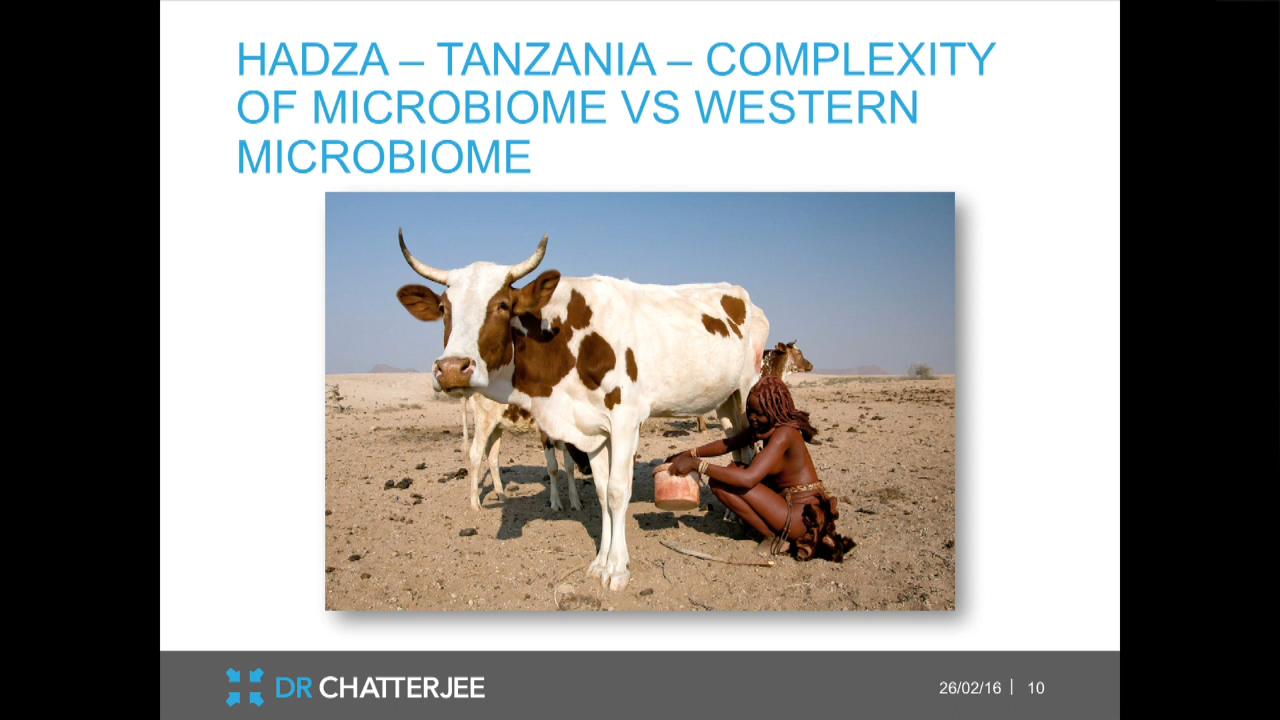 HADZA – TANZANIA – COMPLEXITY
OF MICROBIOME VS WESTERN
MICROBIOME
DR CHATTERJEE
26/02/16 | 10